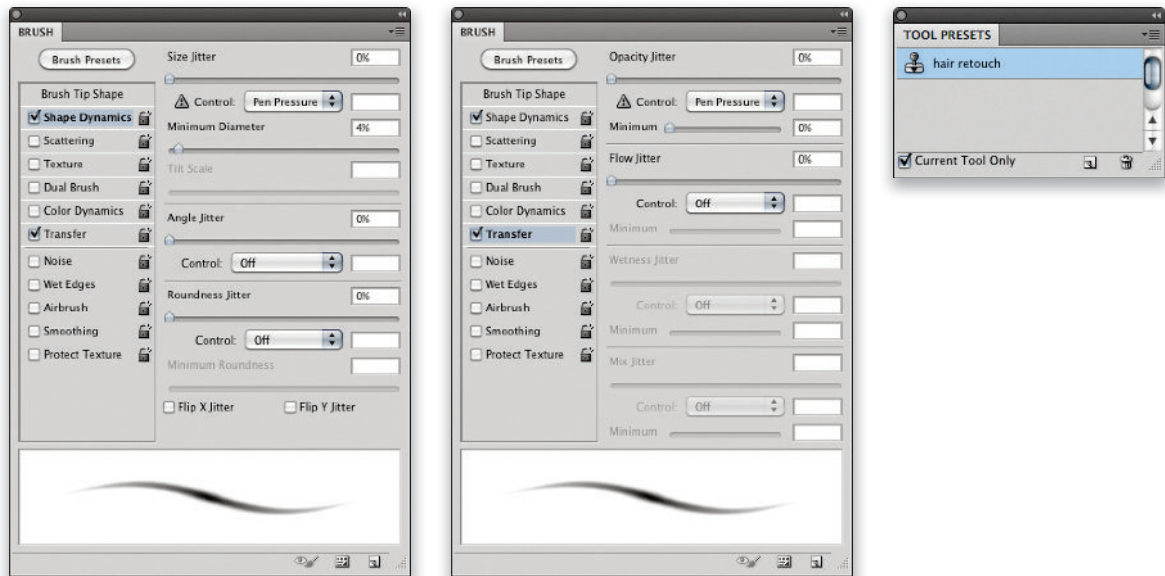 BRUSH
Brush Presets
Brush Tip Shape
Shape Dynamics
Scattering
Texture
Dual Brush
Color Dynamics
Transfer
Noise
Wet Edges
Airbrush
Smoothing
Protect Texture
Size Jitter 0%
Control: Pen Pressure
Minimum Diameter 4%
Tilt Scale
Angle Jitter 0%
Control: Off
Roundness Jitter 0%
Control: Off
Minimum Roundness
Flip X Jitter Flip Y Jitter
BRUSH
Brush Presets
Brush Tip Shape
Shape Dynamics
Scattering
Texture
Dual Brush
Color Dynamics
Transfer
Noise
Wet Edges
Airbrush
Smoothing
Protect Texture
Opacity Jitter 0%
Control: Pen Pressure
Minimum 0%
Flow Jitter 0%
Control: Off
Minimum
Wetness Jitter
Control: Off
Minimum
Mix Jitter
Control: Off
Minimum
TOOL PRESETS
hair retouch
Current Tool Only